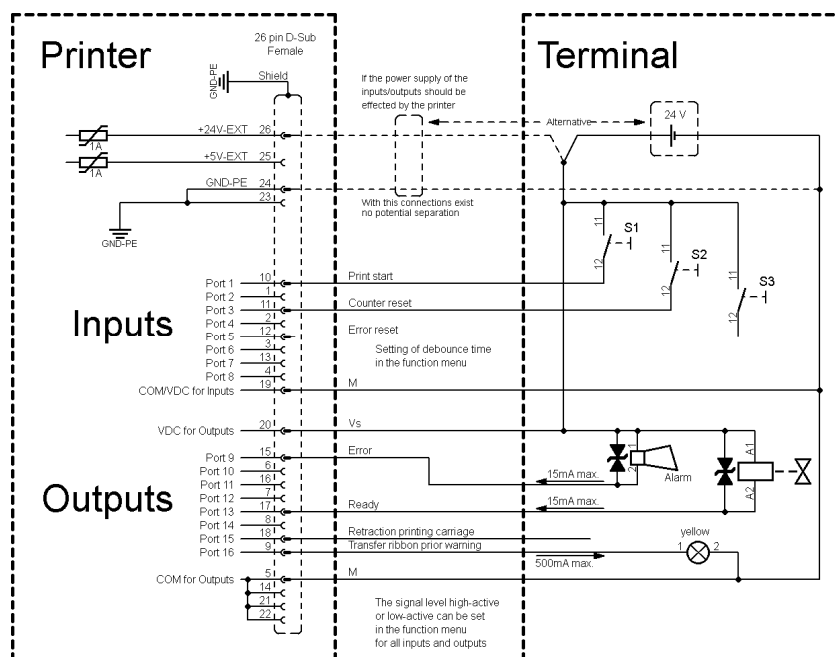 Printer
Terminal
26 pin D-Sub
Female
GND-PE
Shield
If the power supply of the
inputs/outputs should be
effected by the printer
Alternative
24 V
+24V-EXT 26
1A
+5V-EXT 25
1A
GND-PE 24
23
GND-PE
With this connections exist
no potential separation
11
12
S1
11
12
S2
11
12
S3
Inputs
Port 1 10 Print start
Port 2 1
Port 3 11 Counter reset
Port 4 2
Port 5 12 Error reset
Port 6 3
Port 7 13
Port 8 4
Setting of debounce time
in the function menu
COM/VDC for Inputs 19 M
VDC for Outputs 20 Vs
Outputs
Port 9 15 Error
Port 10 6
Port 11 16
Port 12 7
Port 13 17 Ready
Port 14 8
Port 15 18 Retraction printing carriage
Port 16 9 Transfer ribbon prior warning
15mA max.
15mA max.
500mA max.
1
2
Alarm
A1
A2
yellow
1 2
COM for Outputs 5 M
14
21
22
The signal level high-active
or low-active can be set
in the function menu
for all inputs and outputs